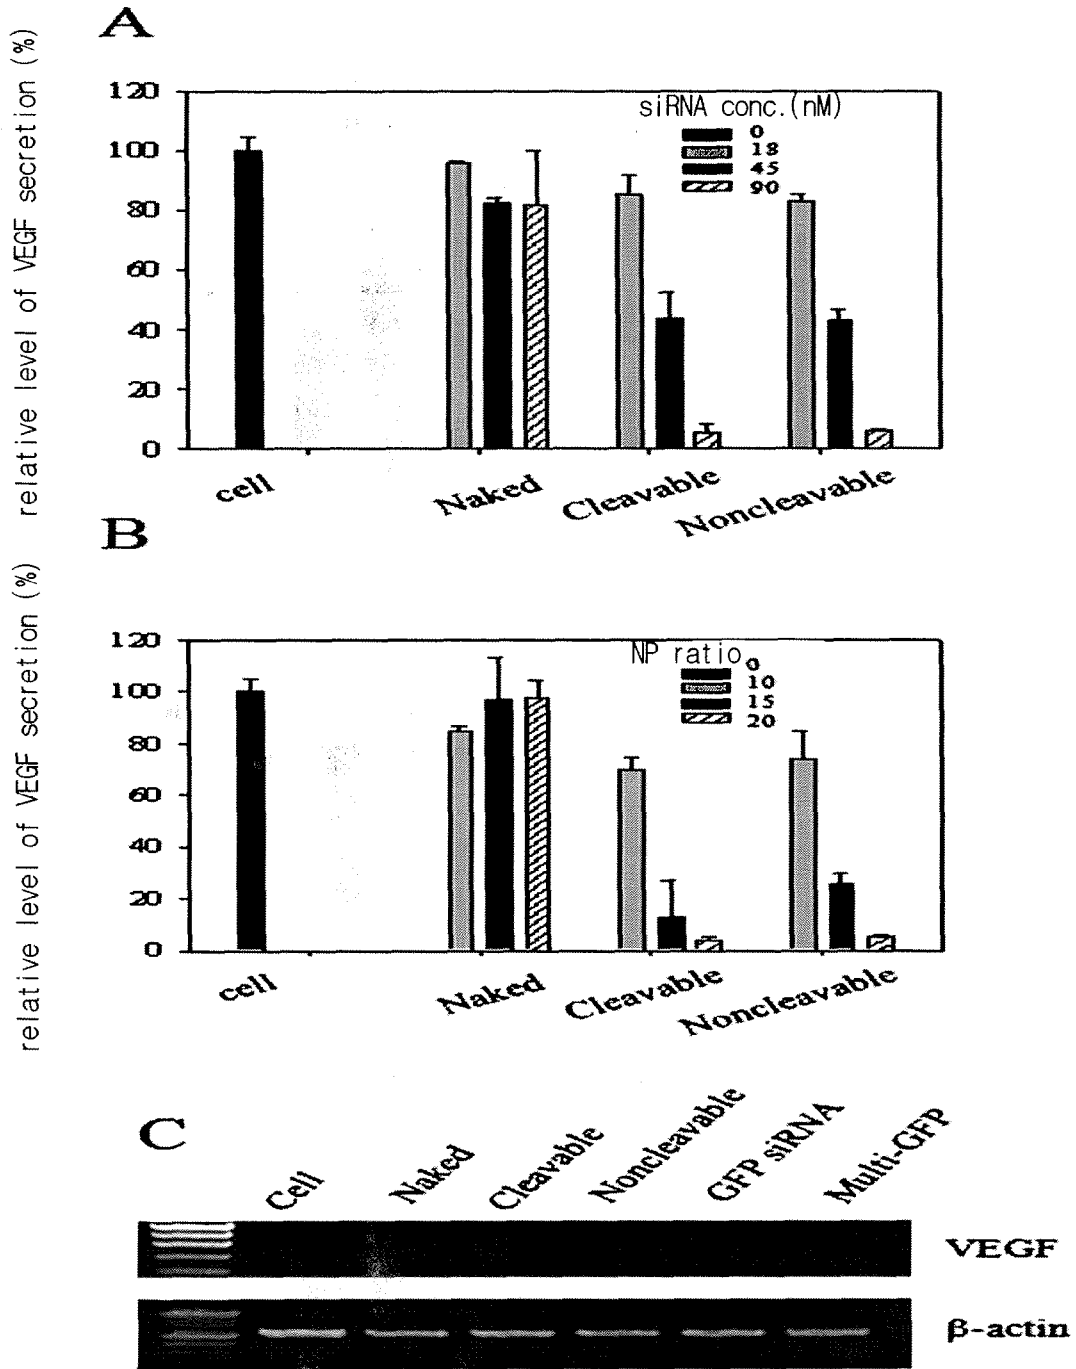 A
relative level of VEGF secretion (%)
120
100
80
60
40
20
0
siRNA conc.(nM)
0
18
45
90
cell
Naked
Cleavable
Noncleavable
B
relative level of VEGF secretion (%)
120
100
80
60
40
20
0
NP ratio
0
10
15
20
cell
Naked
Cleavable
Noncleavable
C
Cell
Naked
Cleavable
Noncleavable
GFP siRNA
Multi-GFP
VEGF
β-actin